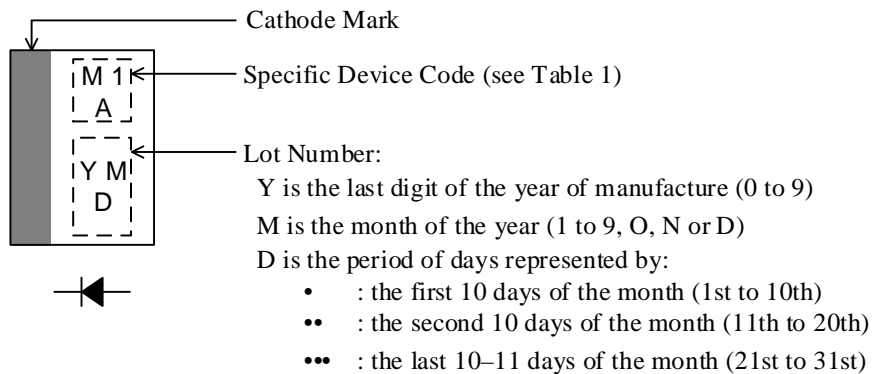 Cathode Mark
M 1
A
Specific Device Code (see Table 1)
Y M
D
Lot Number:
Y is the last digit of the year of manufacture (0 to 9)
M is the month of the year (1 to 9, O, N or D)
D is the period of days represented by:
• : the first 10 days of the month (1st to 10th)
•• : the second 10 days of the month (11th to 20th)
••• : the last 10–11 days of the month (21st to 31st)